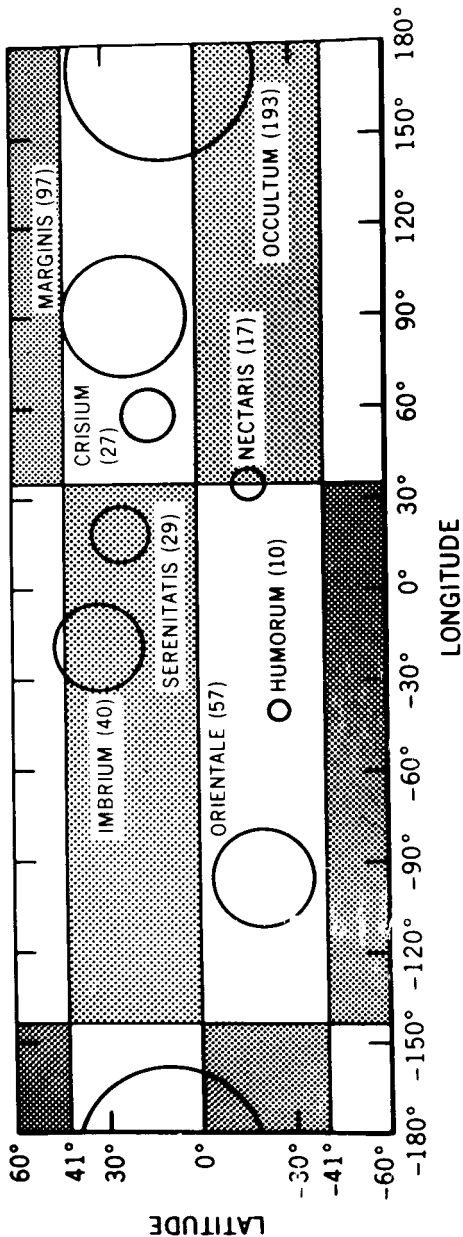 MARGINIS (97)
CRISIUM
(27)
OCCULTUM (193)
NECTARIS (17)
SERENITATIS (29)
IMBRIUM (40)
HUMORUM (10)
ORIENTALE (57)
60°
41°
30°
0°
-30°
-41°
-60°
LATITUDE
-180° -150° -120° -90° -60° -30° 0° 30° 60° 90° 120° 150° 180°
LONGITUDE